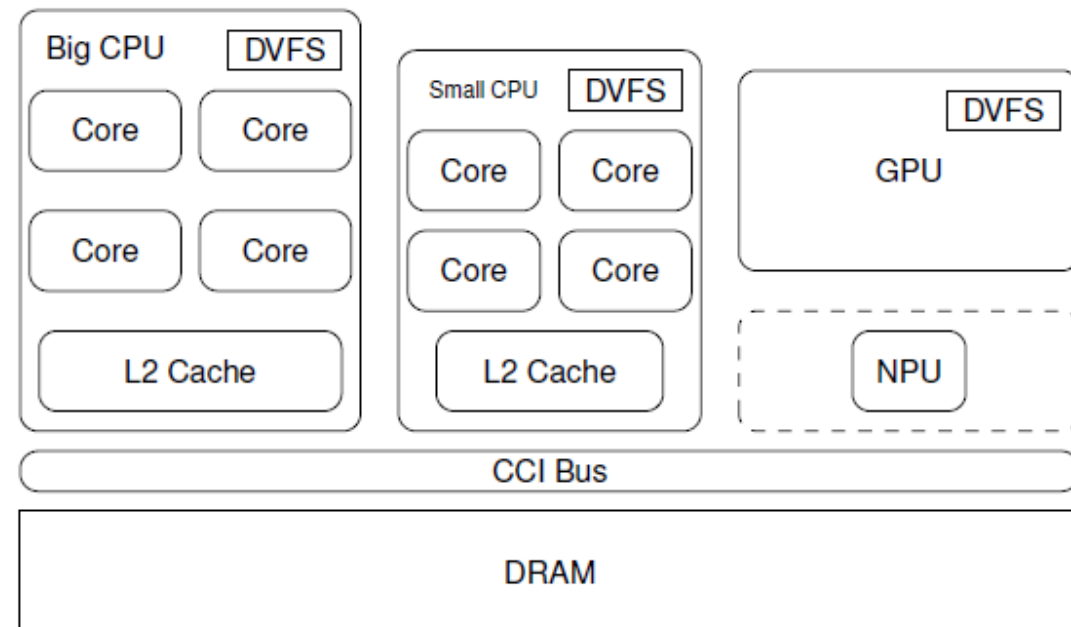 Big CPU DVFS
Core Core
Core Core
L2 Cache
Small CPU DVFS
Core Core
Core Core
L2 Cache
DVFS
GPU
NPU
CCI Bus
DRAM